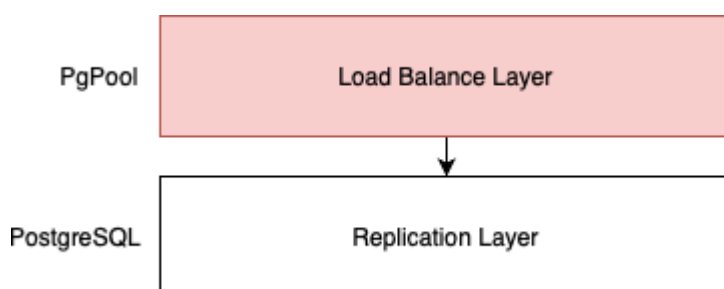 PgPool
Load Balance Layer
PostgreSQL
Replication Layer